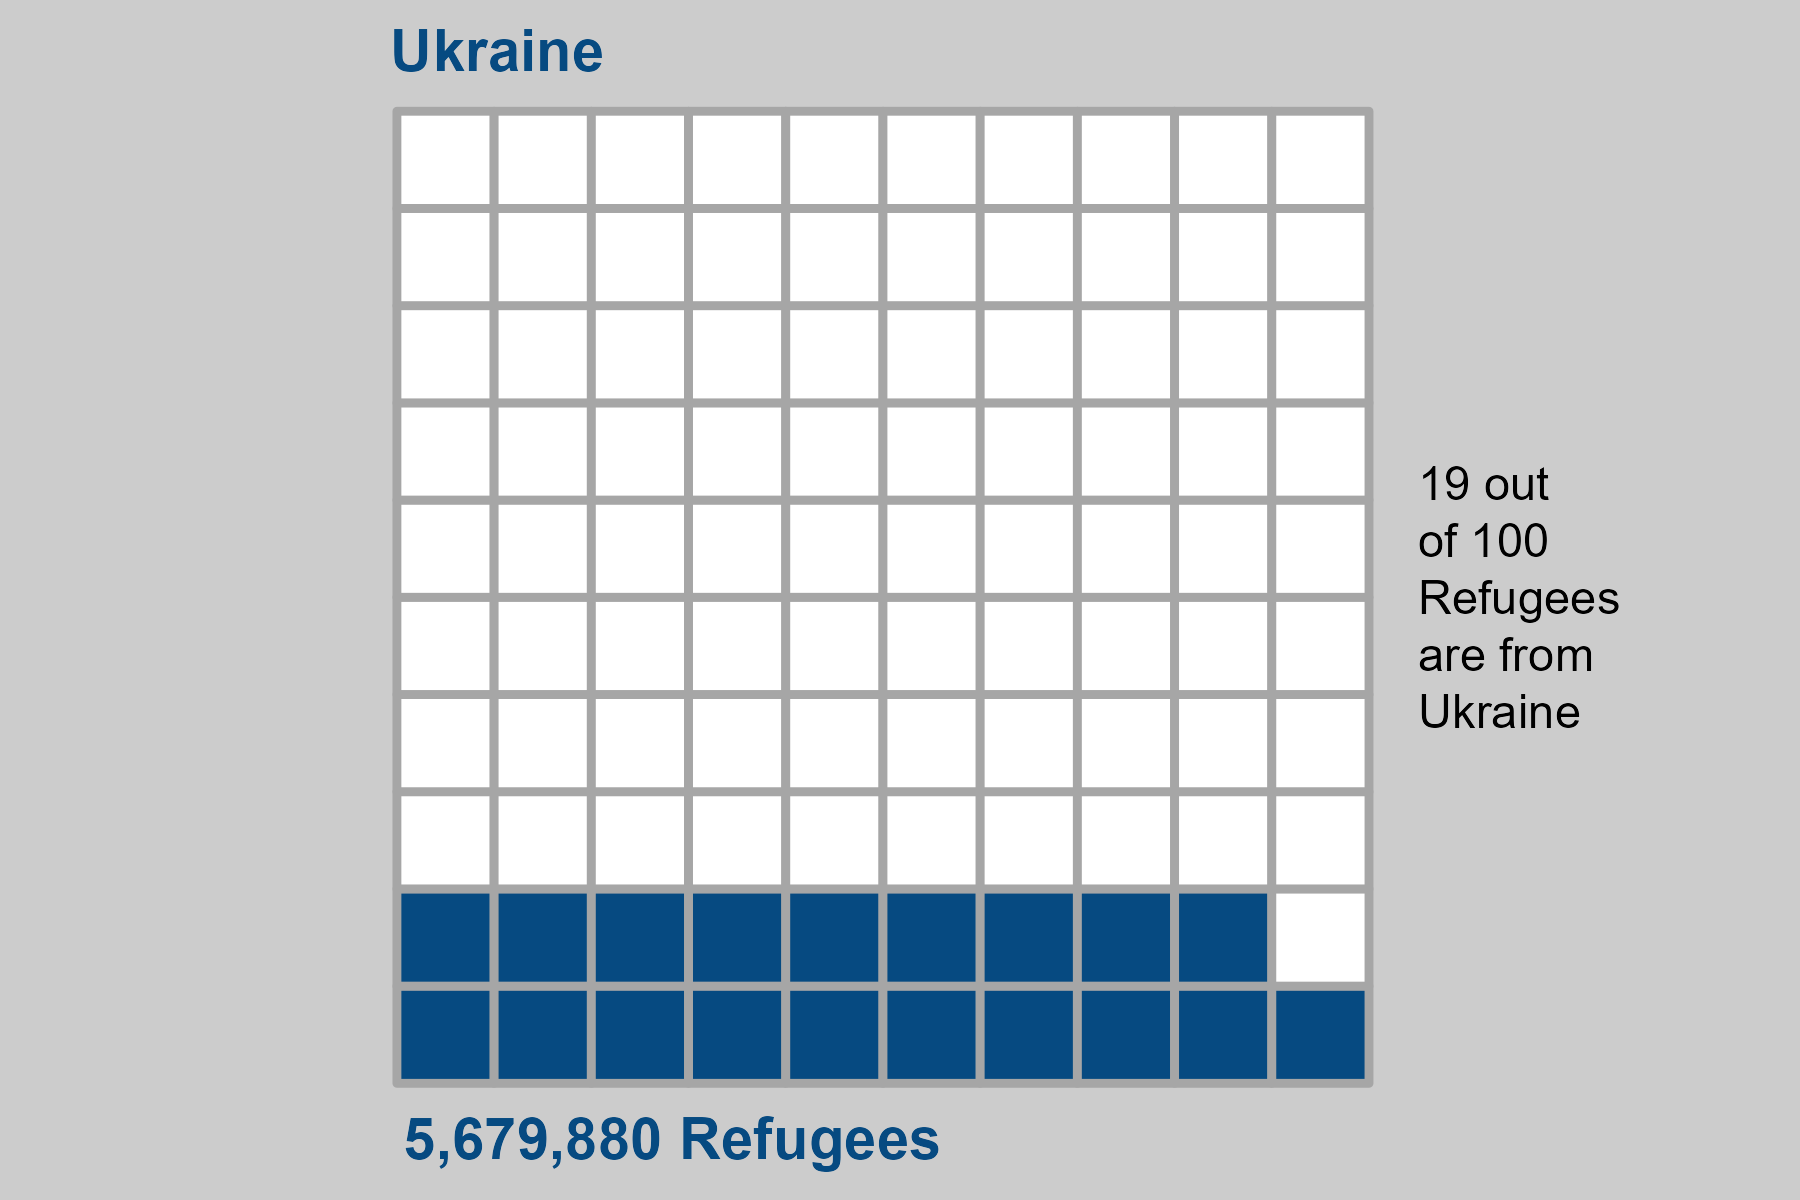 Ukraine
19 out
of 100
Refugees
are from
Ukraine
5,679,880 Refugees